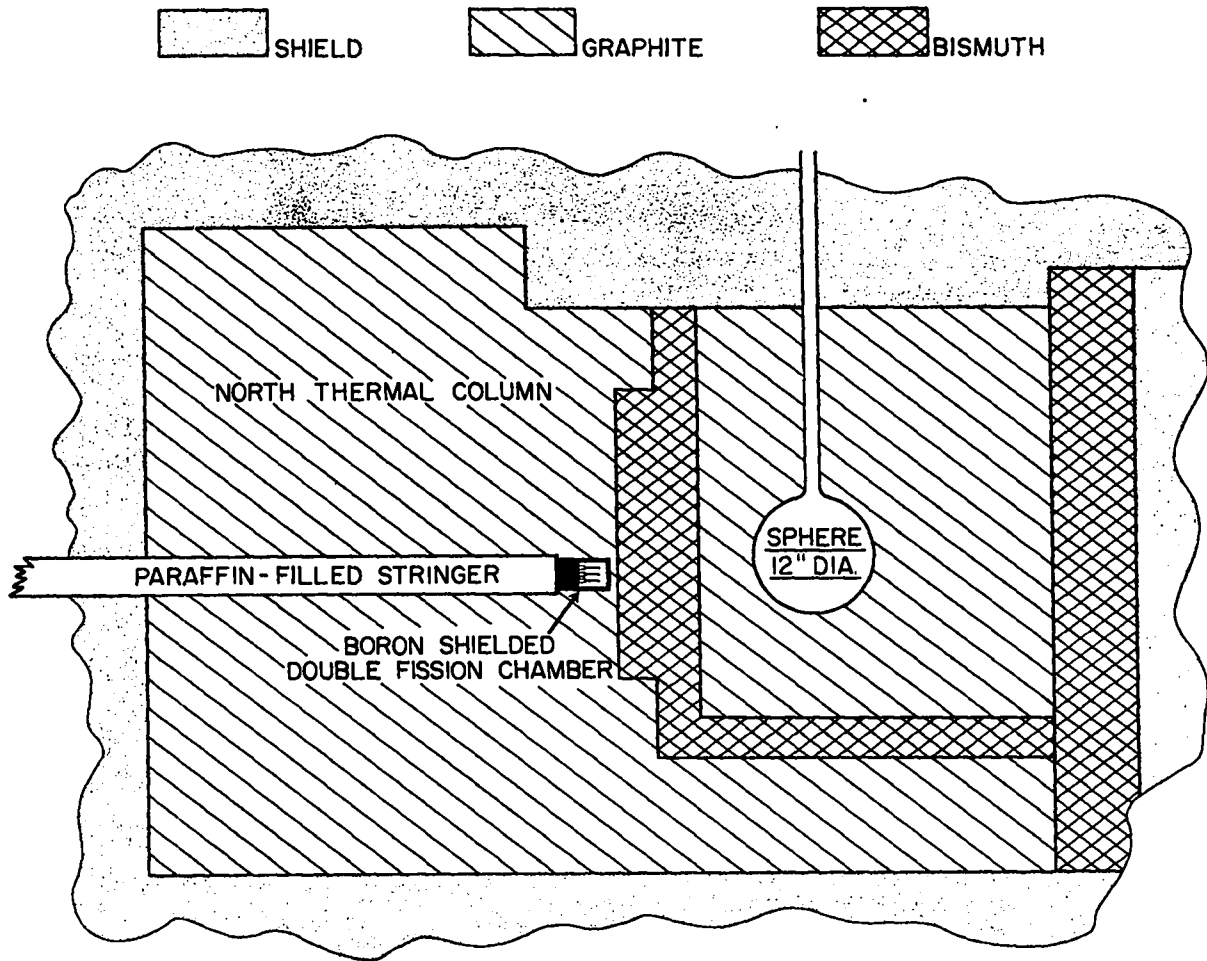 SHIELD
GRAPHITE
BISMUTH
NORTH THERMAL COLUMN
SPHERE
12" DIA.
PARAFFIN-FILLED STRINGER
BORON SHIELDED
DOUBLE FISSION CHAMBER